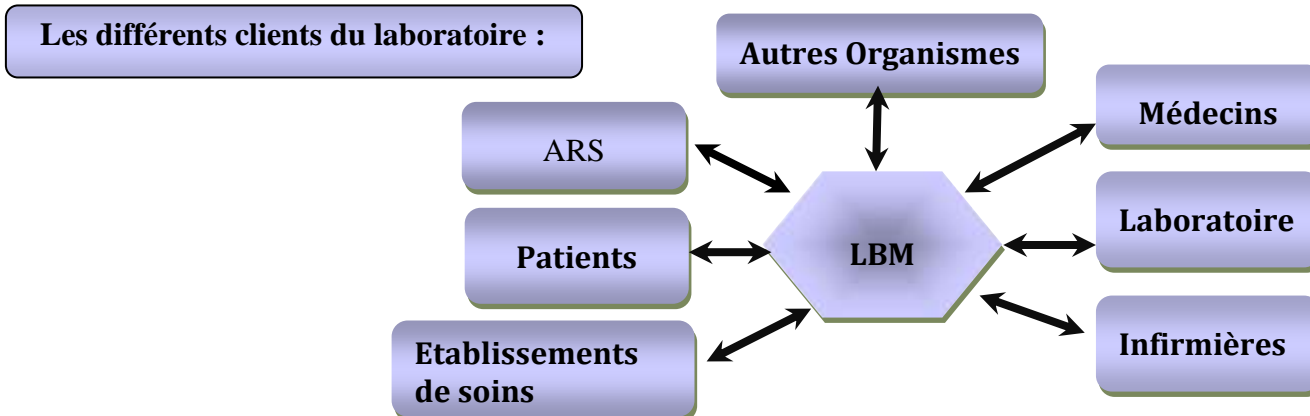 Les différents clients du laboratoire :
Autres Organismes
Médecins
ARS
Laboratoire
Patients
LBM
Infirmières
Etablissements
de soins